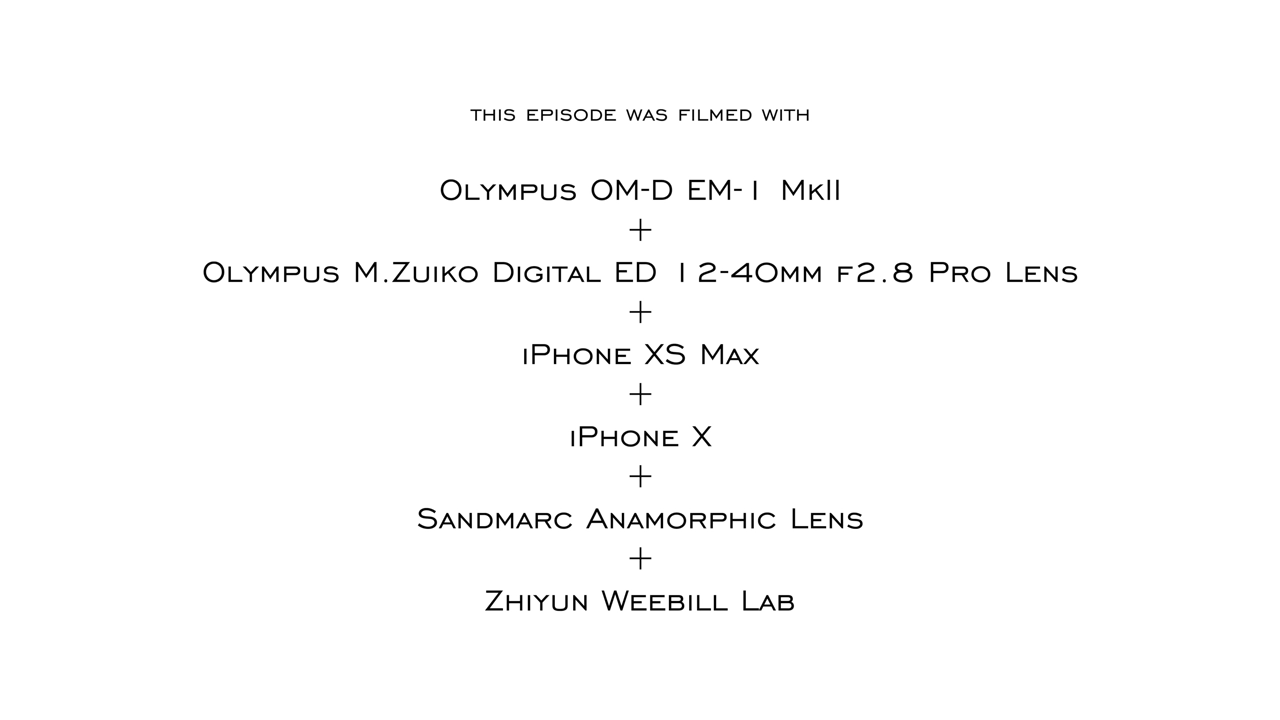 THIS EPISODE WAS FILMED WITH
OLYMPUS OM-D EM-1 MKII
+
OLYMPUS M.ZUIKO DIGITAL ED 12-40MM F2.8 PRO LENS
+
iPHONE XS MAX
+
iPHONE X
+
SANDMARC ANAMORPHIC LENS
+
ZHIYUN WEEBILL LAB